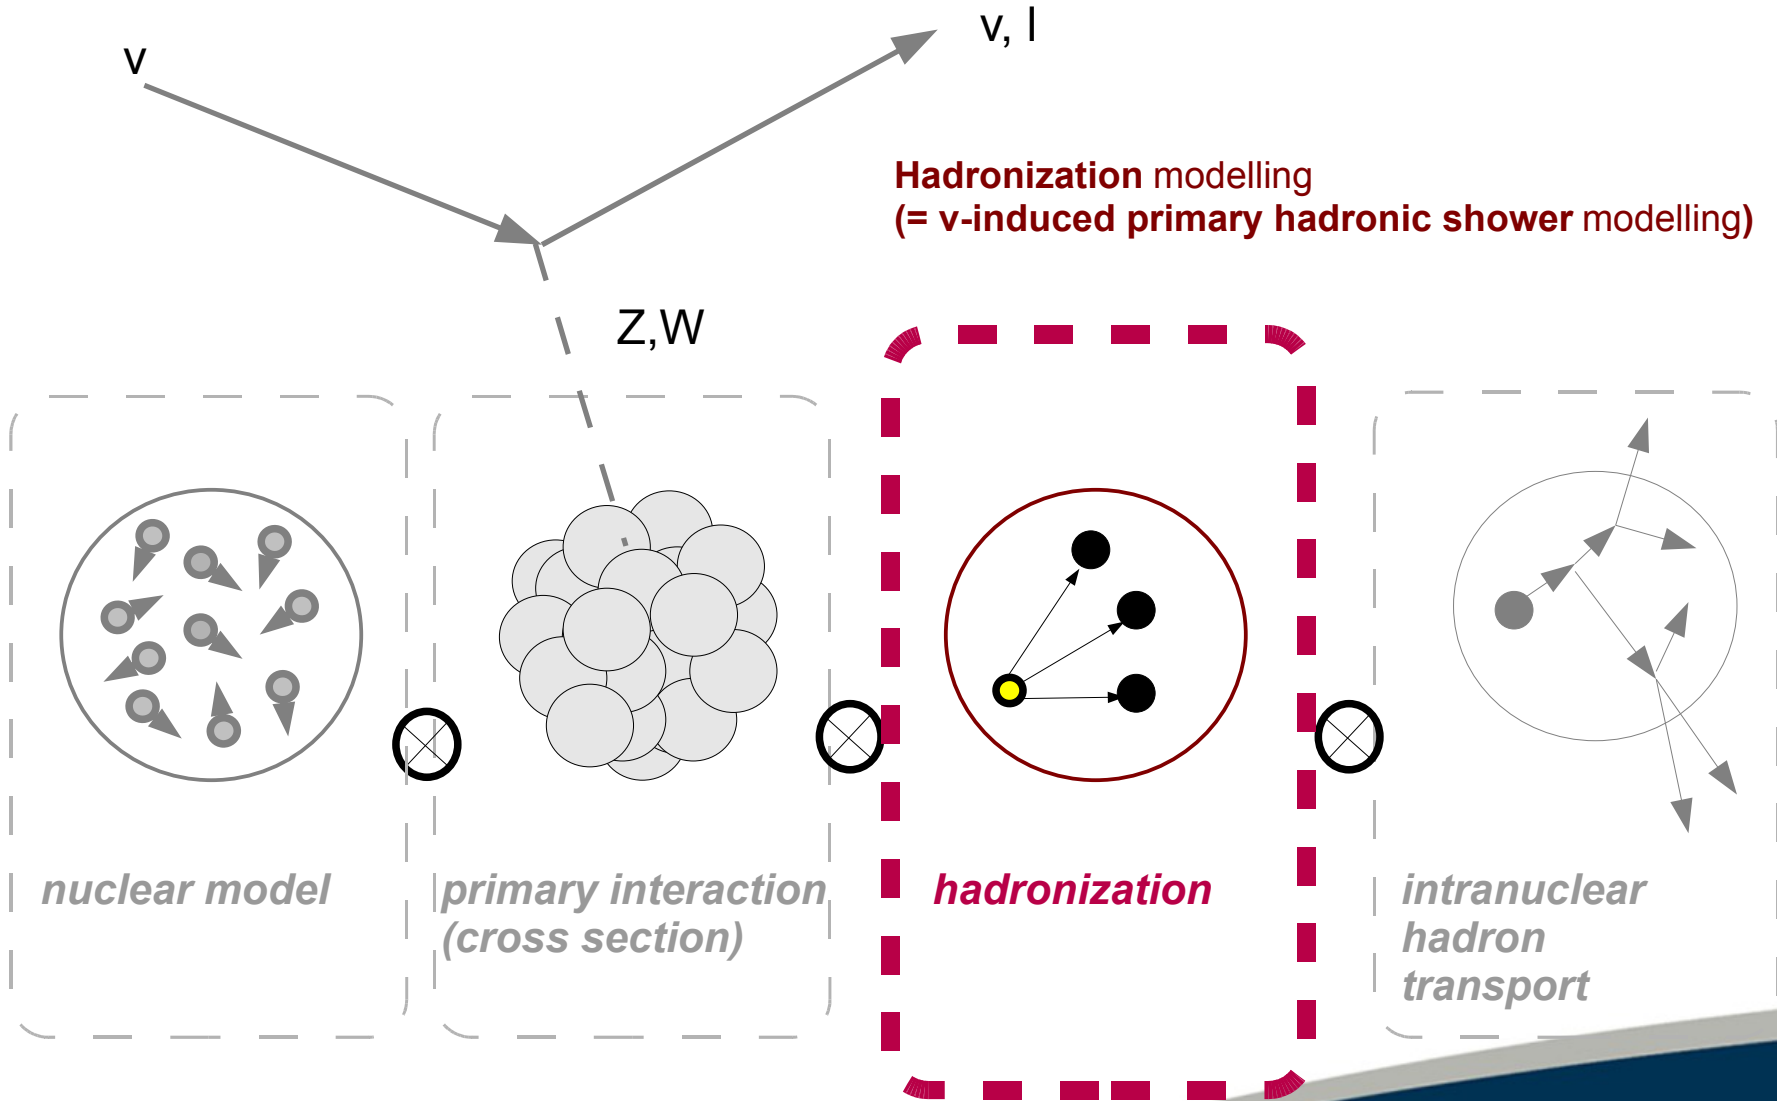 v
v, l
Hadronization modelling
(= v-induced primary hadronic shower modelling)
Z,W
nuclear model
primary interaction
(cross section)
hadronization
intranuclear
hadron
transport